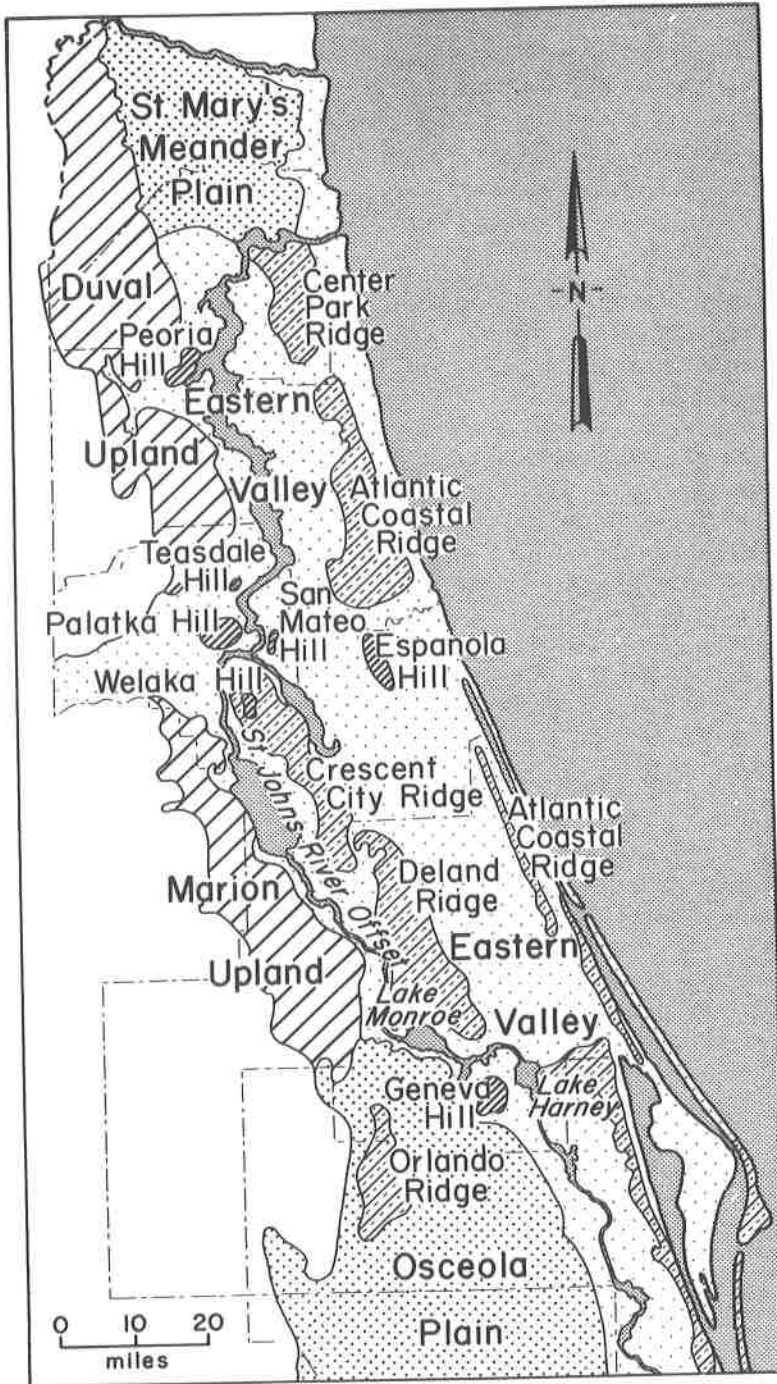 St Mary's
Meander
Plain
Duval
Center
Park
Ridge
-N-
Peoria
Hill
Eastern
Upland
Valley
Atlantic
Coastal
Ridge
Teasdale
Hill
San
Mateo
Hill
Palatka Hill
Espanola
Hill
Welaka Hill
St. Johns River Offset
Crescent
City Ridge
Atlantic
Coastal
Ridge
Marion
Upland
Deland
Ridge
Eastern
Valley
Lake
Monroe
Geneva
Hill
Lake
Harney
Orlando
Ridge
Osceola
Plain
0 10 20
miles